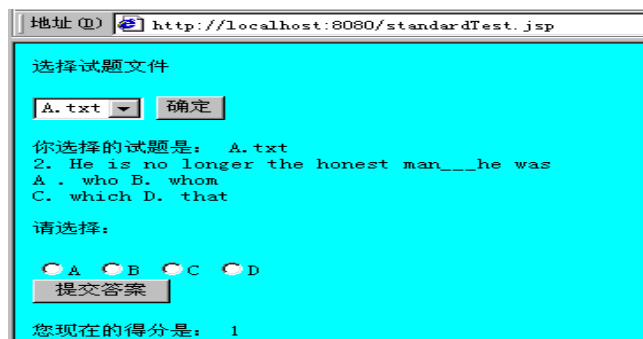 地址(D) http://localhost:8080/standardTest.jsp
选择试题文件
A.txt 确定
你选择的试题是: A.txt
2. He is no longer the honest man___he was
A . who B. whom
C. which D. that
请选择:
A B C D
提交答案
您现在的得分是: 1